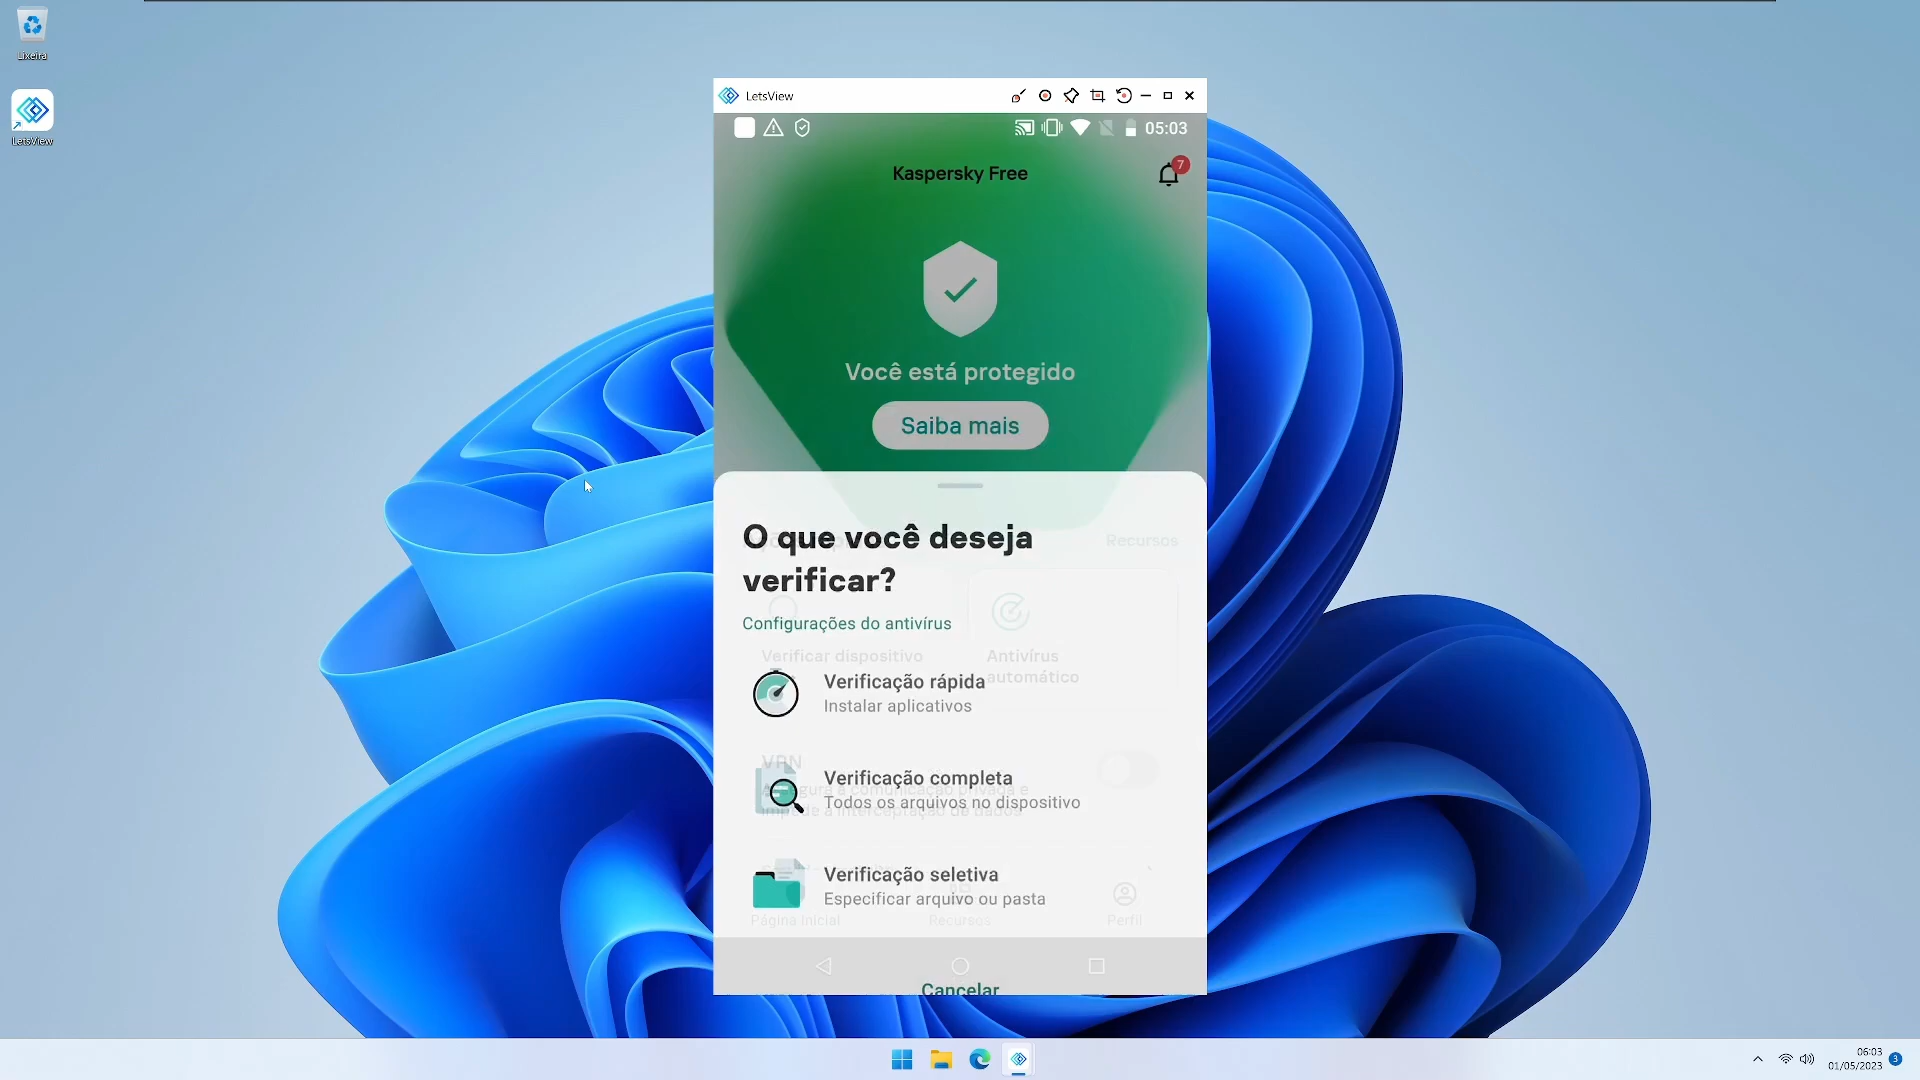 Lixeira
LetsView
LetsView
05:03
Kaspersky Free
7
Você está protegido
Saiba mais
O que você deseja
verificar?
Recursos
Configurações do antivírus
Verificar dispositivo
Antivírus
automático
Verificação rápida
Instalar aplicativos
VPN
Verificação completa
Todos os arquivos no dispositivo
Verificação seletiva
Especificar arquivo ou pasta
Página Inicial
Recursos
Perfil
Cancelar
06:03
01/05/2023
3